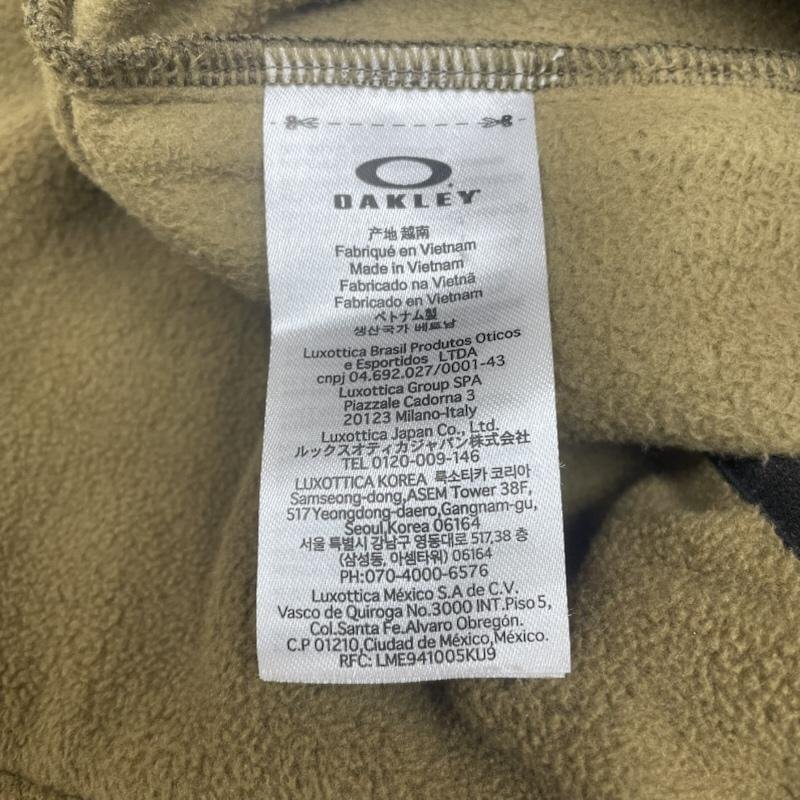 OAKLEY
产地 越南
Fabriqué en Vietnam
Made in Vietnam
Fabricado na Vietnã
Fabricado en Vietnam
ベトナム製
생산국가 베트남
Luxottica Brasil Produtos Oticos
e Esportidos LTDA
cnpj 04.692.027/0001-43
Luxottica Group SPA
Piazzale Cadorna 3
20123 Milano-Italy
Luxottica Japan Co., Ltd.
ルックスオティカジャパン株式会社
TEL 0120-009-146
LUXOTTICA KOREA 룩소티카 코리아
Samseong-dong,ASEM Tower 38F,
517 Yeongdong-daero,Gangnam-gu,
Seoul,Korea 06164
서울 특별시 강남구 영동대로 517,38 층
(삼성동, 아셈타워) 06164
PH:070-4000-6576
Luxottica México S.A de C.V.
Vasco de Quiroga No.3000 INT.Piso 5,
Col.Santa Fe.Alvaro Obregón.
C.P 01210,Ciudad de México,México.
RFC: LME941005KU9